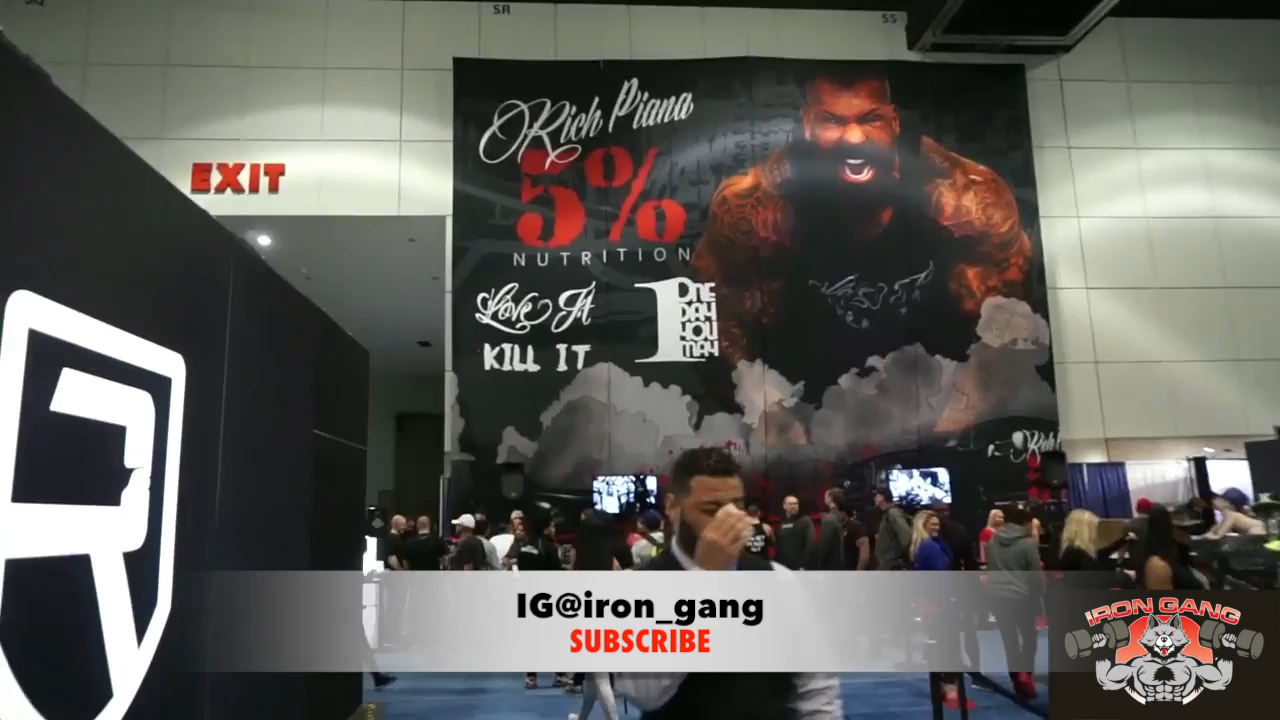 SR
SS
Rich Piana
5%
NUTRITION
EXIT
Love It
KILL IT
1
ONE
DAY
YOU
MAY
R
IG@iron_gang
SUBSCRIBE
IRON GANG